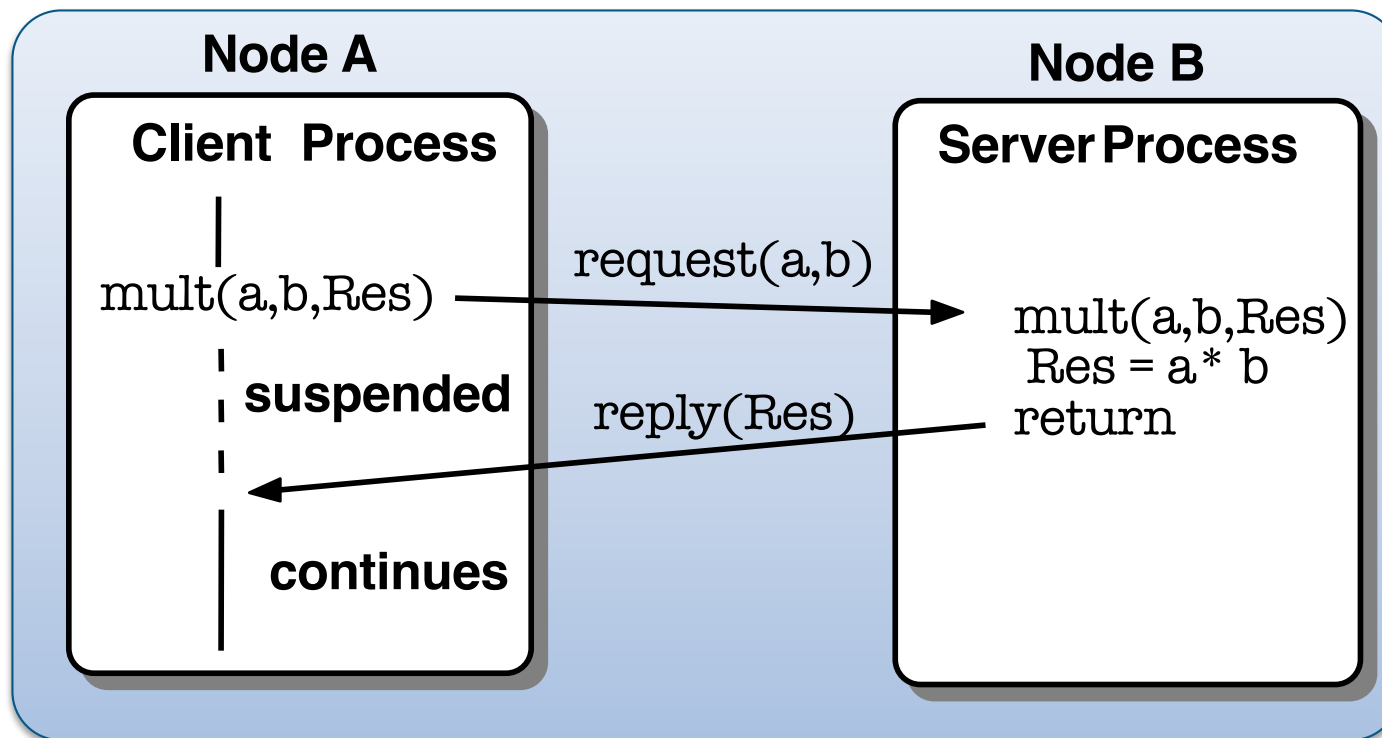 Node A
Client Process
mult(a,b,Res)
suspended
continues
request(a,b)
reply(Res)
Node B
Server Process
mult(a,b,Res)
Res = a* b
return